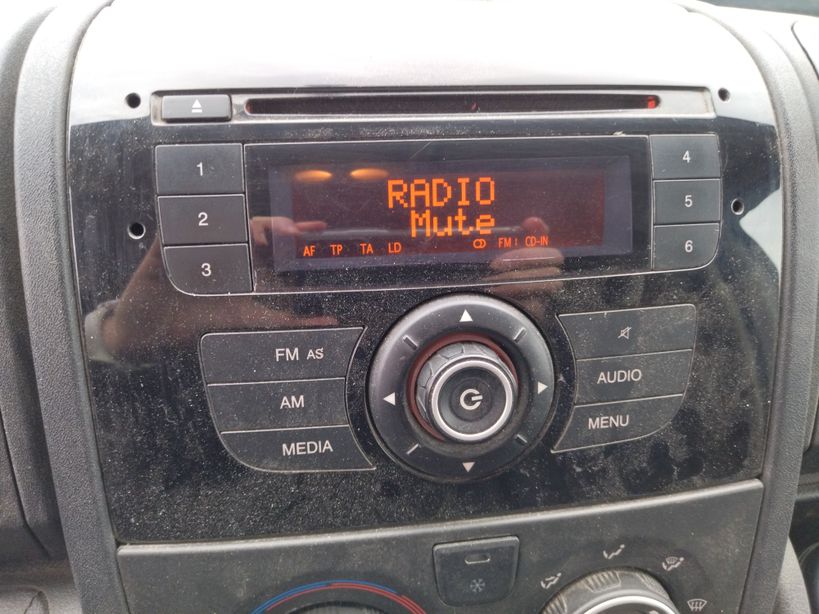 1
2
3
4
5
6
RADIO
Mute
AF TP TA LD FM1 CD-IN
FM AS
AM
MEDIA
AUDIO
MENU